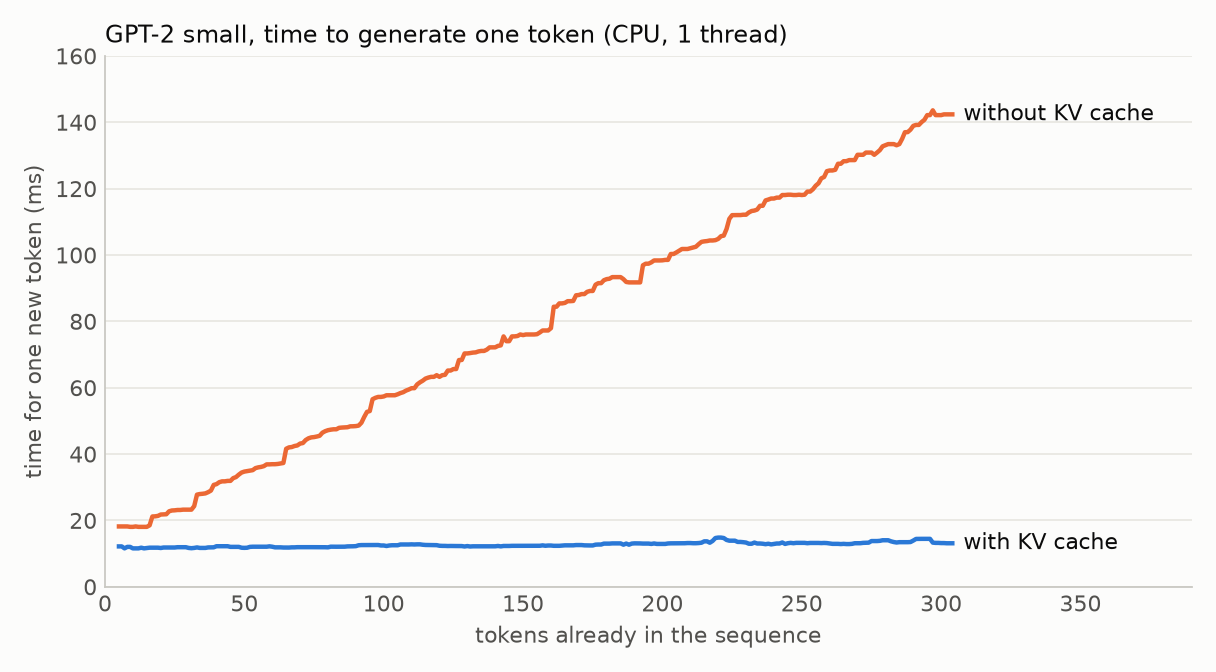 GPT-2 small, time to generate one token (CPU, 1 thread)
time for one new token (ms)
160
140
120
100
80
60
40
20
0
without KV cache
with KV cache
0 50 100 150 200 250 300 350
tokens already in the sequence